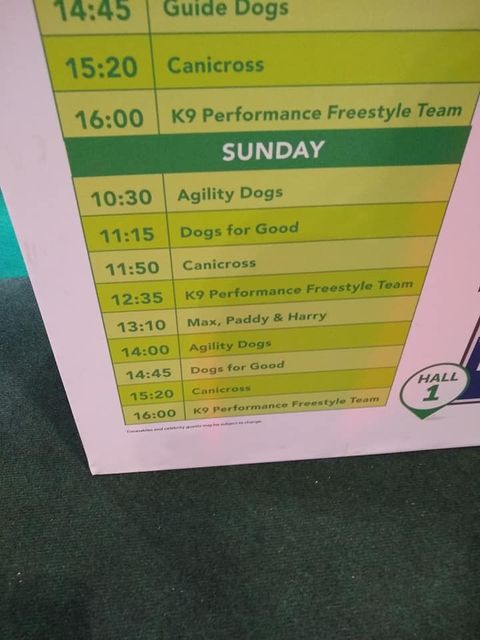 14:45 Guide Dogs
15:20 Canicross
16:00 K9 Performance Freestyle Team
SUNDAY
10:30 Agility Dogs
11:15 Dogs for Good
11:50 Canicross
12:35 K9 Performance Freestyle Team
13:10 Max, Paddy & Harry
14:00 Agility Dogs
14:45 Dogs for Good
15:20 Canicross
16:00 K9 Performance Freestyle Team
Timetables and celebrity guests may be subject to change.
HALL
1